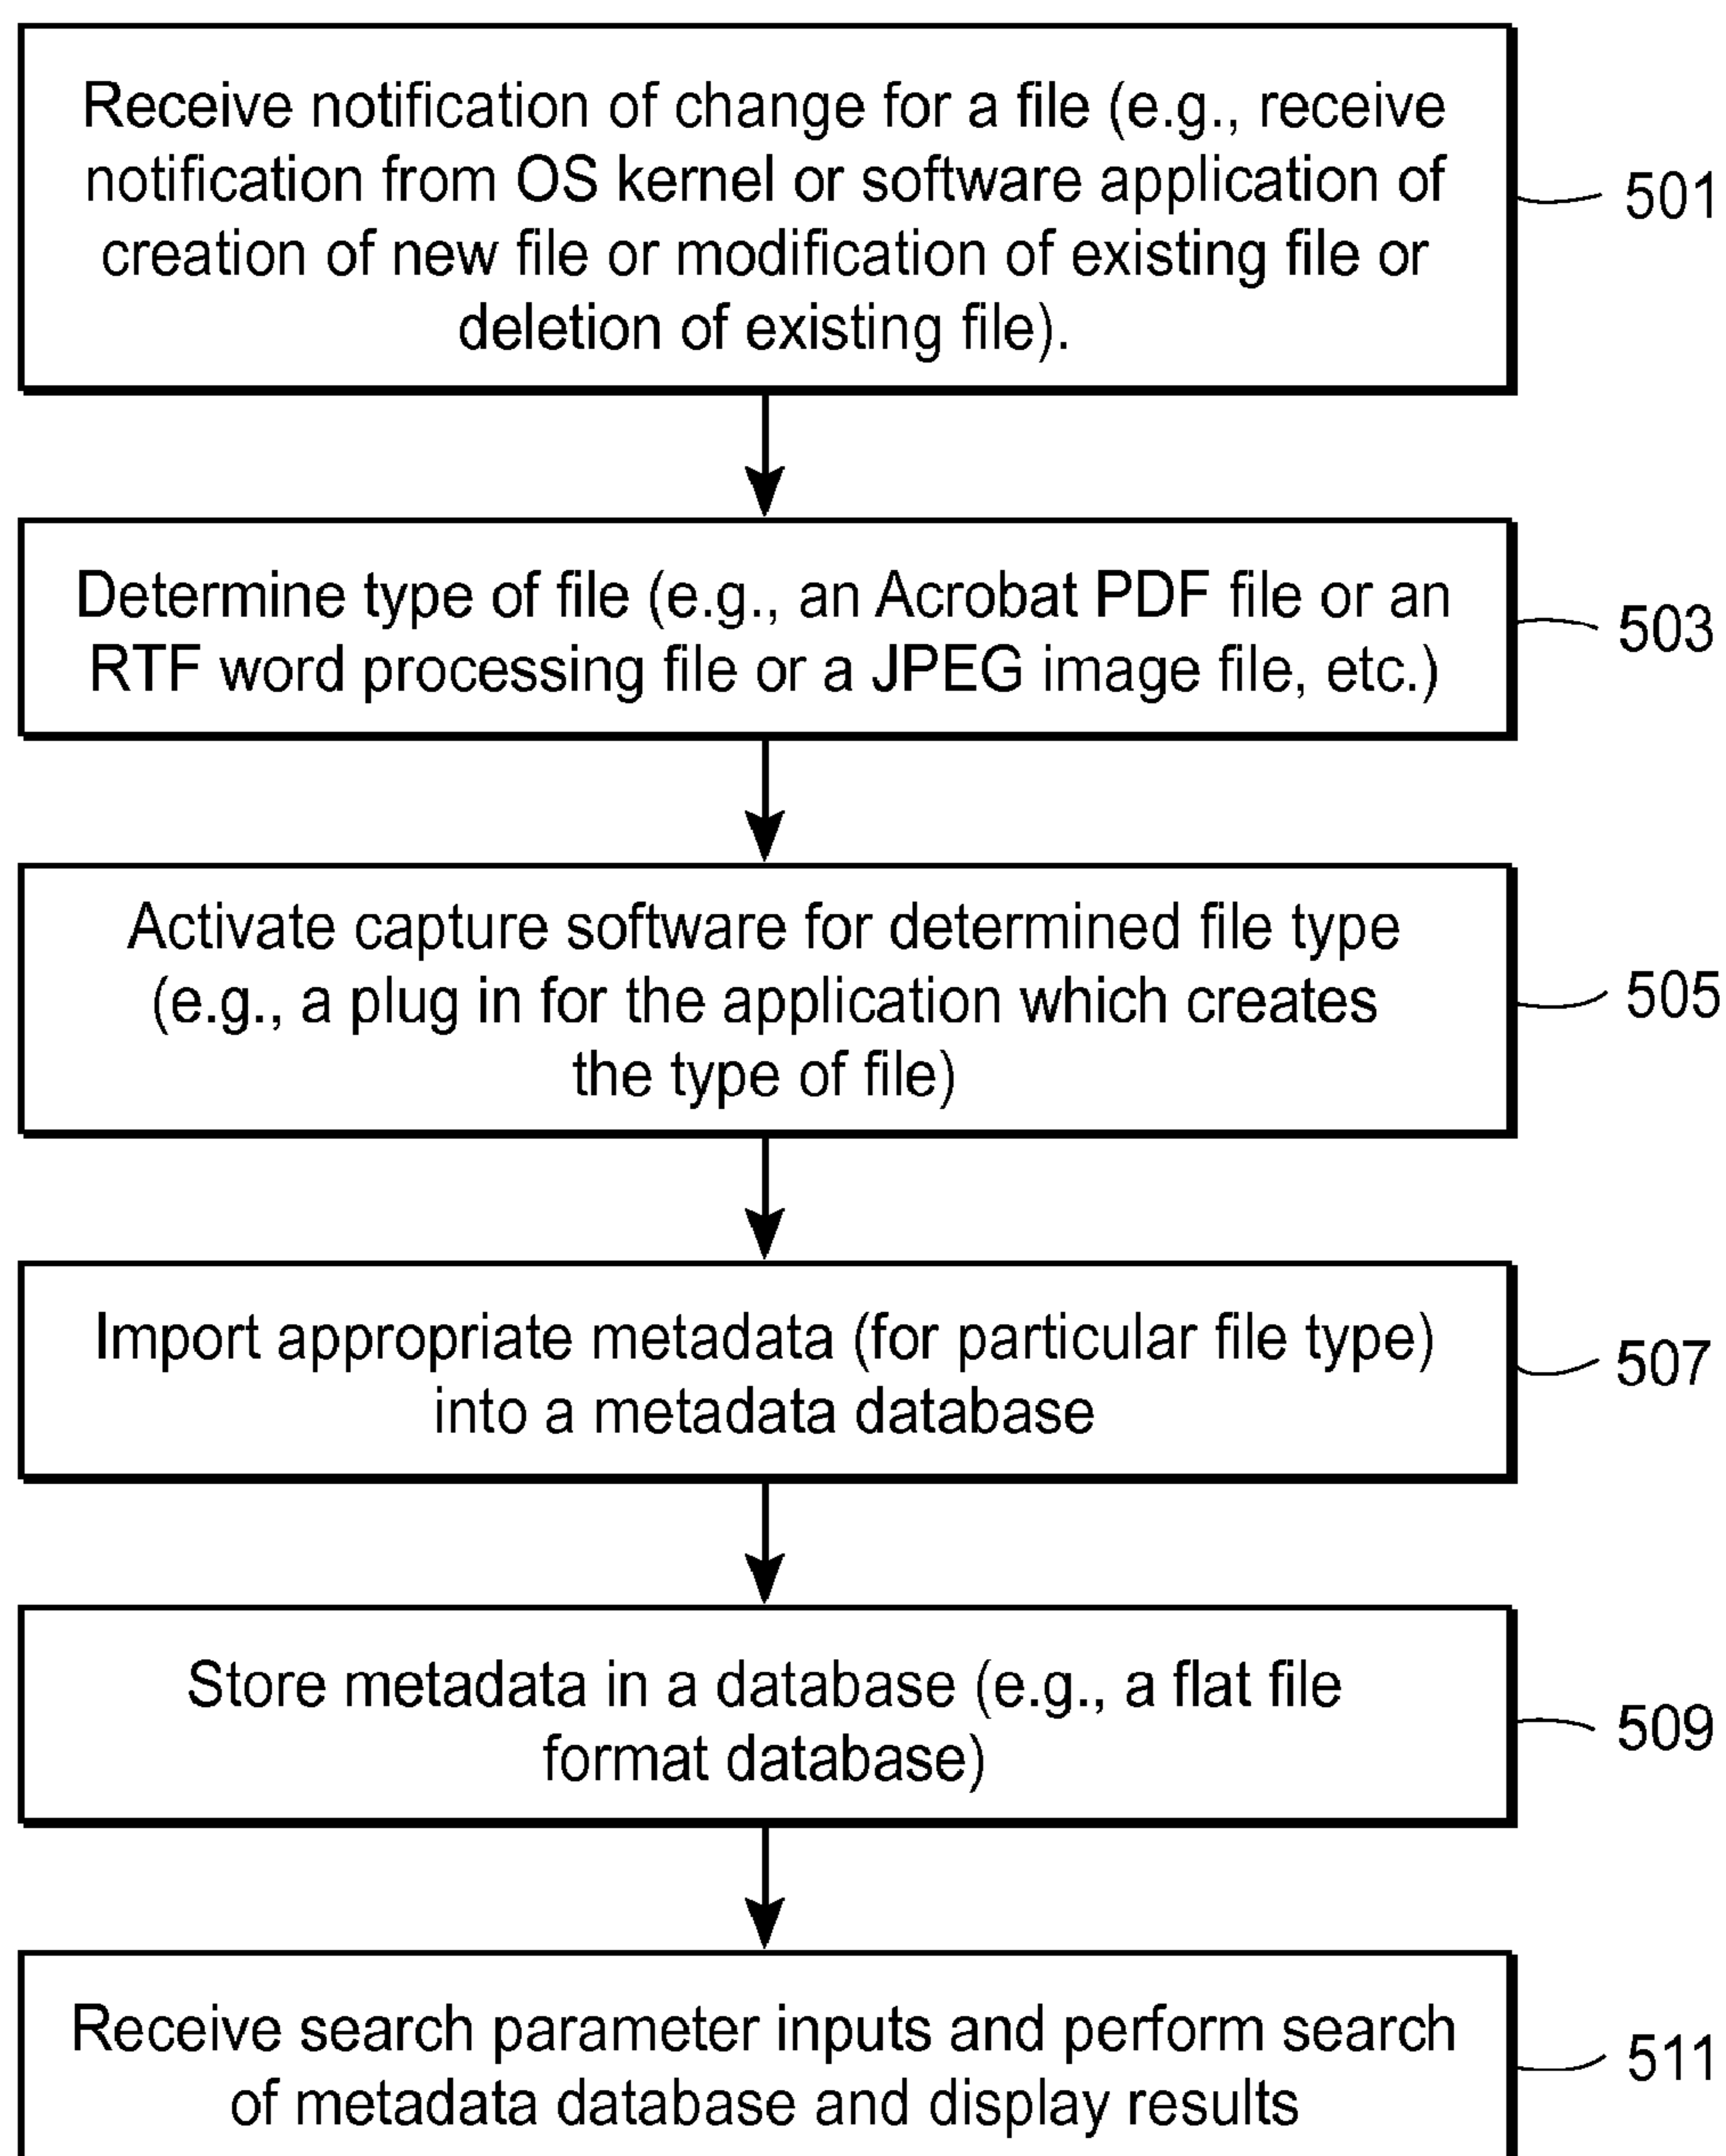 Receive notification of change for a file (e.g., receive
notification from OS kernel or software application of
creation of new file or modification of existing file or
deletion of existing file).
501
Determine type of file (e.g., an Acrobat PDF file or an
RTF word processing file or a JPEG image file, etc.)
503
Activate capture software for determined file type
(e.g., a plug in for the application which creates
the type of file)
505
Import appropriate metadata (for particular file type)
into a metadata database
507
Store metadata in a database (e.g., a flat file
format database)
509
Receive search parameter inputs and perform search
of metadata database and display results
511